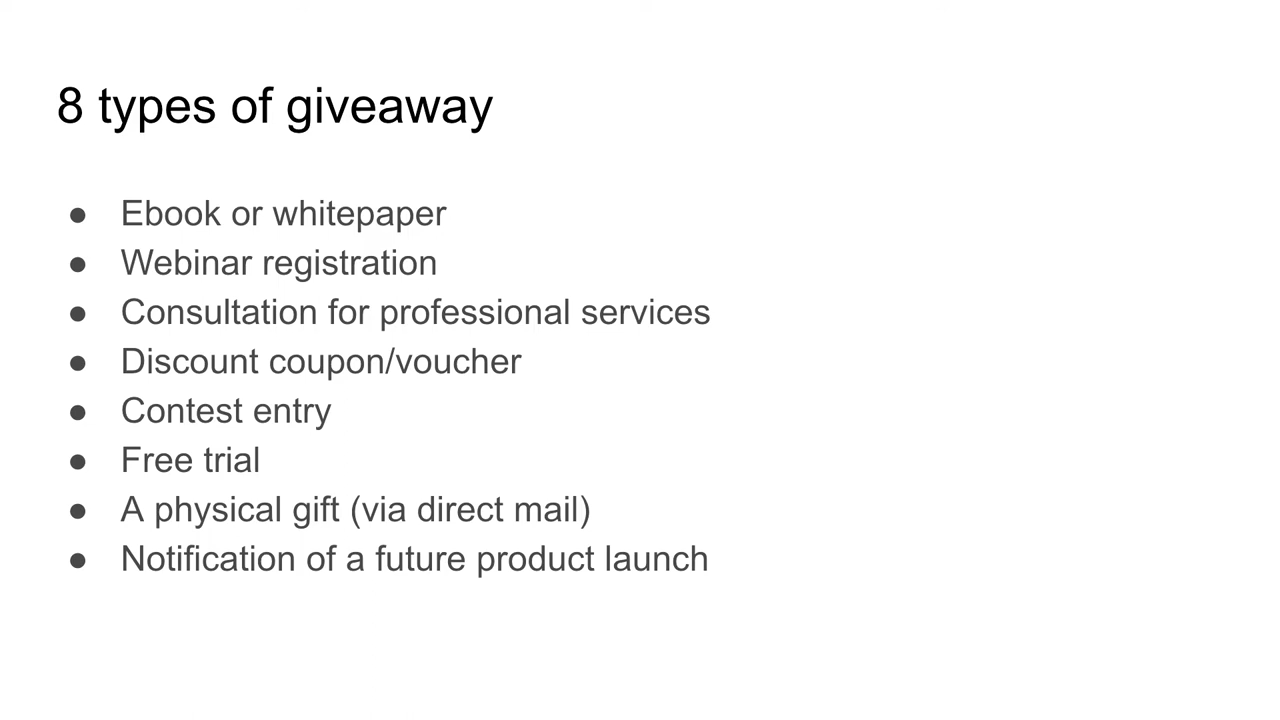 8 types of giveaway
● Ebook or whitepaper
● Webinar registration
● Consultation for professional services
● Discount coupon/voucher
● Contest entry
● Free trial
● A physical gift (via direct mail)
● Notification of a future product launch